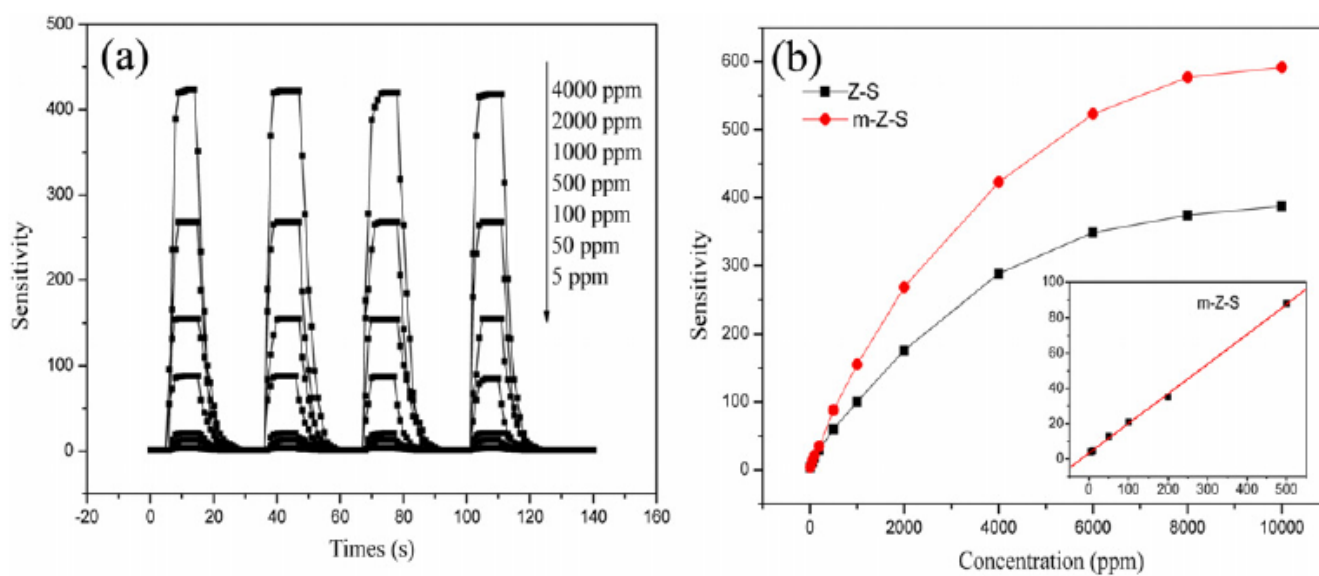 (a)
500
400
300
200
100
0
-20 0 20 40 60 80 100 120 140 160
Sensitivity
Times (s)
4000 ppm
2000 ppm
1000 ppm
500 ppm
100 ppm
50 ppm
5 ppm
(b)
Z-S
m-Z-S
600
500
400
300
200
100
0
0 2000 4000 6000 8000 10000
Sensitivity
Concentration (ppm)
m-Z-S
100
80
60
40
20
0
0 100 200 300 400 500